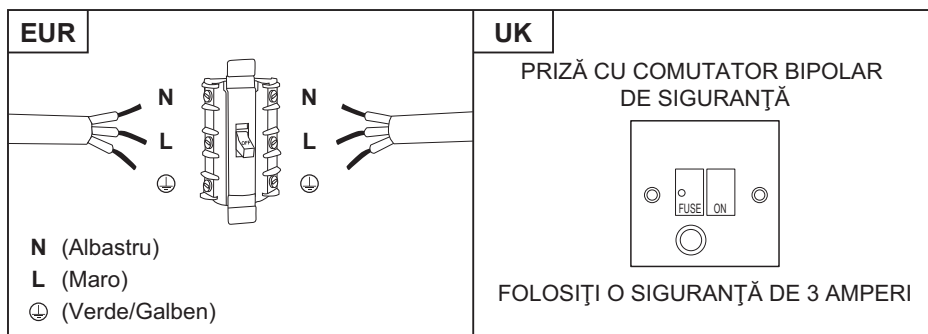 EUR
N
L
N
L
OFF
N (Albastru)
L (Maro)
(Verde/Galben)
UK
PRIZĂ CU COMUTATOR BIPOLAR
DE SIGURANŢĂ
FUSE ON
FOLOSIŢI O SIGURANŢĂ DE 3 AMPERI